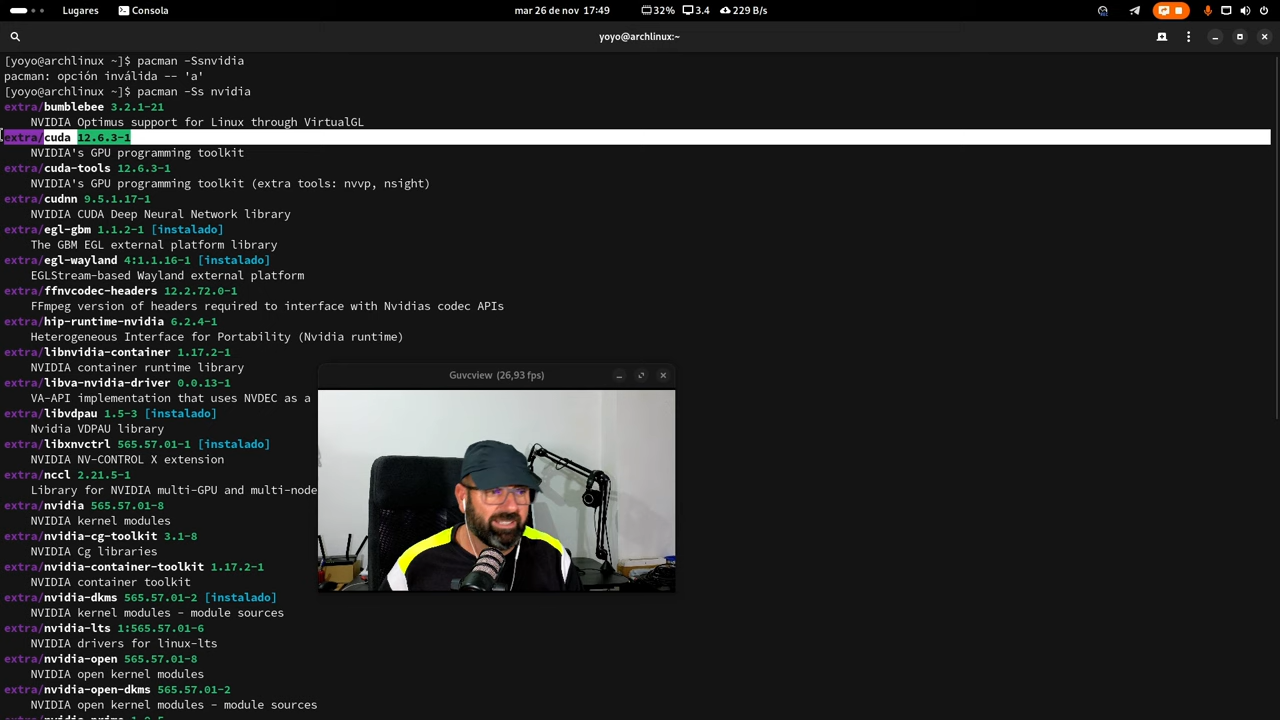 Lugares
Consola
mar 26 de nov 17:49
32%
3.4
229 B/s
yoyo@archlinux:~
[yoyo@archlinux ~]$ pacman -Ssnvidia
pacman: opción inválida -- 'a'
[yoyo@archlinux ~]$ pacman -Ss nvidia
extra/bumblebee 3.2.1-21
NVIDIA Optimus support for Linux through VirtualGL
extra/cuda 12.6.3-1
NVIDIA's GPU programming toolkit
extra/cuda-tools 12.6.3-1
NVIDIA's GPU programming toolkit (extra tools: nvvp, nsight)
extra/cudnn 9.5.1.17-1
NVIDIA CUDA Deep Neural Network library
extra/egl-gbm 1.1.2-1 [instalado]
The GBM EGL external platform library
extra/egl-wayland 4:1.1.16-1 [instalado]
EGLStream-based Wayland external platform
extra/ffnvcodec-headers 12.2.72.0-1
FFmpeg version of headers required to interface with Nvidias codec APIs
extra/hip-runtime-nvidia 6.2.4-1
Heterogeneous Interface for Portability (Nvidia runtime)
extra/libnvidia-container 1.17.2-1
NVIDIA container runtime library
extra/libva-nvidia-driver 0.0.13-1
VA-API implementation that uses NVDEC as a
extra/libvdpau 1.5-3 [instalado]
Nvidia VDPAU library
extra/libxnvctrl 565.57.01-1 [instalado]
NVIDIA NV-CONTROL X extension
extra/nccl 2.21.5-1
Library for NVIDIA multi-GPU and multi-node
extra/nvidia 565.57.01-8
NVIDIA kernel modules
extra/nvidia-cg-toolkit 3.1-8
NVIDIA Cg libraries
extra/nvidia-container-toolkit 1.17.2-1
NVIDIA container toolkit
extra/nvidia-dkms 565.57.01-2 [instalado]
NVIDIA kernel modules - module sources
extra/nvidia-lts 1:565.57.01-6
NVIDIA drivers for linux-lts
extra/nvidia-open 565.57.01-8
NVIDIA open kernel modules
extra/nvidia-open-dkms 565.57.01-2
NVIDIA open kernel modules - module sources
Guvcview (26,93 fps)